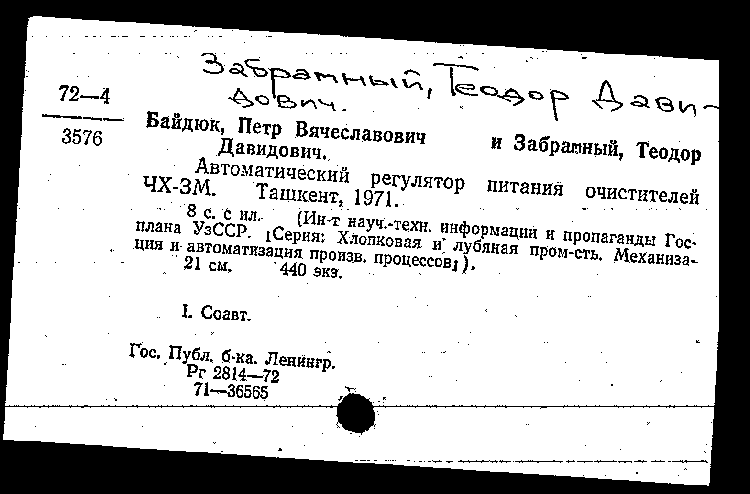 Забрамный, Теодор Дави-
дович.
72—4
3576
Байдюк, Петр Вячеславович и Забрамный, Теодор
Давидович.
Автоматический регулятор питания очистителей
ЧХ-3М. Ташкент, 1971.
8 с. с ил. (Ин-т науч.-техн. информации и пропаганды Гос-
плана УзССР. [Серия: Хлопковая и лубяная пром-сть. Механиза-
ция и автоматизация произв. процессов]).
21 см. 440 экз.
I. Соавт.
Гос. Публ. б-ка. Ленингр.
Рг 2814—72
71—36565